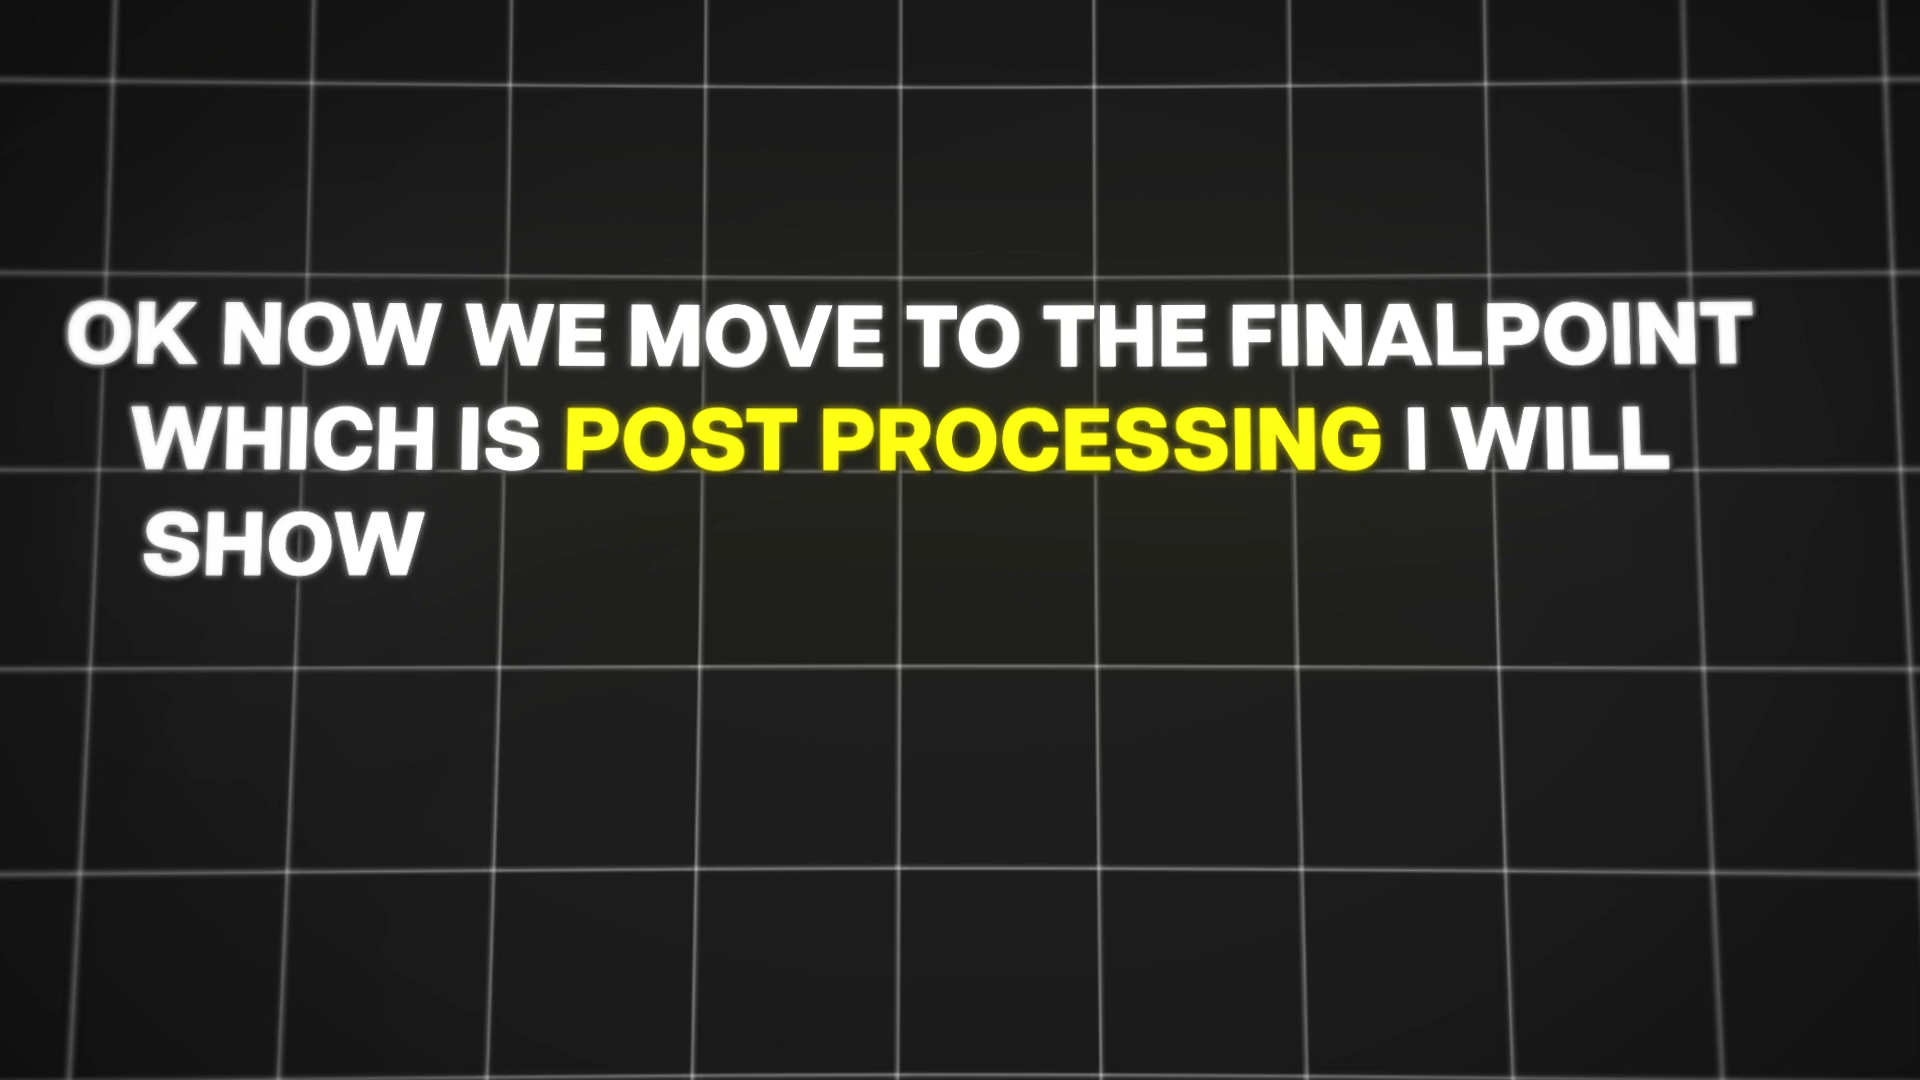 OK NOW WE MOVE TO THE FINALPOINT
WHICH IS POST PROCESSING I WILL
SHOW